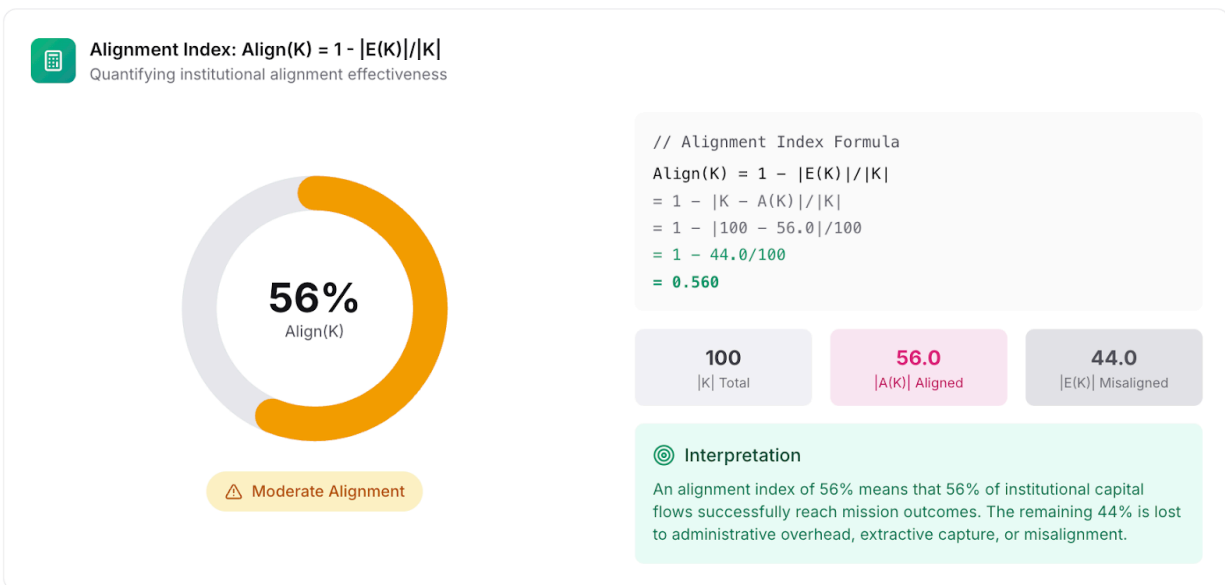 Alignment Index: Align(K) = 1 - |E(K)|/|K|
Quantifying institutional alignment effectiveness
56%
Align(K)
Moderate Alignment
// Alignment Index Formula
Align(K) = 1 − |E(K)|/|K|
= 1 − |K − A(K)|/|K|
= 1 − |100 − 56.0|/100
= 1 − 44.0/100
= 0.560
100
|K| Total
56.0
|A(K)| Aligned
44.0
|E(K)| Misaligned
Interpretation
An alignment index of 56% means that 56% of institutional capital
flows successfully reach mission outcomes. The remaining 44% is lost
to administrative overhead, extractive capture, or misalignment.